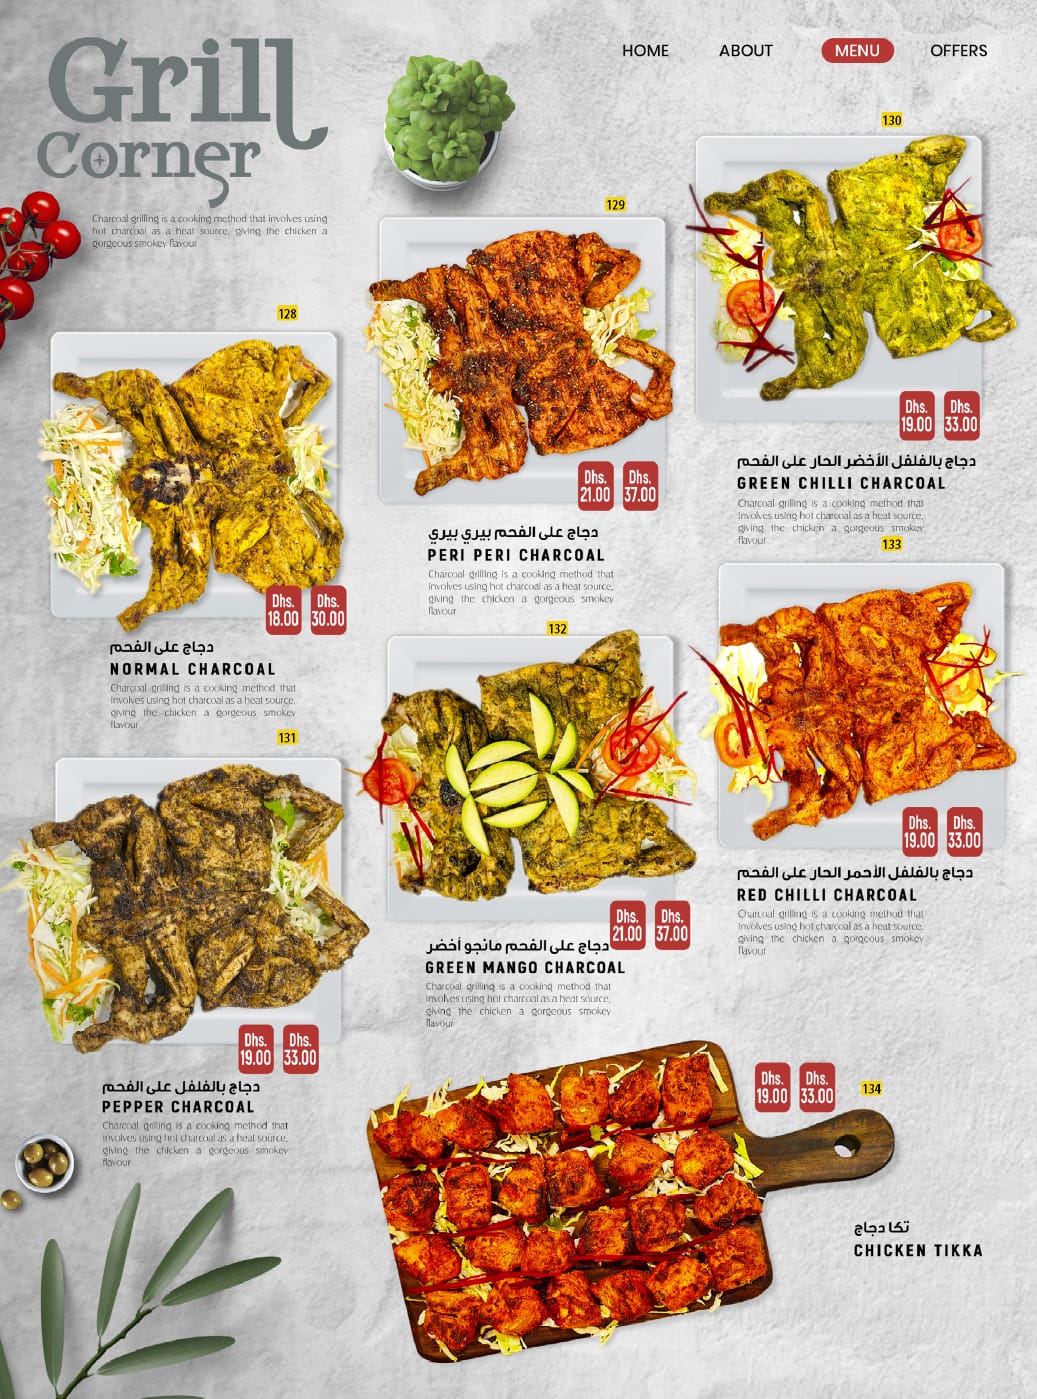 Grill
Corner
Charcoal grilling is a cooking method that involves using
hot charcoal as a heat source, giving the chicken a
gorgeous smokey flavour
HOME ABOUT MENU OFFERS
128
Dhs. 18.00 Dhs. 30.00
دجاج على الفحم
NORMAL CHARCOAL
Charcoal grilling is a cooking method that
involves using hot charcoal as a heat source,
giving the chicken a gorgeous smokey
flavour
129
Dhs. 21.00 Dhs. 37.00
دجاج على الفحم بيري بيري
PERI PERI CHARCOAL
Charcoal grilling is a cooking method that
involves using hot charcoal as a heat source,
giving the chicken a gorgeous smokey
flavour
130
Dhs. 19.00 Dhs. 33.00
دجاج بالفلفل الأخضر الحار على الفحم
GREEN CHILLI CHARCOAL
Charcoal grilling is a cooking method that
involves using hot charcoal as a heat source,
giving the chicken a gorgeous smokey
flavour
131
Dhs. 19.00 Dhs. 33.00
دجاج بالفلفل على الفحم
PEPPER CHARCOAL
Charcoal grilling is a cooking method that
involves using hot charcoal as a heat source,
giving the chicken a gorgeous smokey
flavour
132
Dhs. 21.00 Dhs. 37.00
دجاج على الفحم مانجو أخضر
GREEN MANGO CHARCOAL
Charcoal grilling is a cooking method that
involves using hot charcoal as a heat source,
giving the chicken a gorgeous smokey
flavour
133
Dhs. 19.00 Dhs. 33.00
دجاج بالفلفل الأحمر الحار على الفحم
RED CHILLI CHARCOAL
Charcoal grilling is a cooking method that
involves using hot charcoal as a heat source,
giving the chicken a gorgeous smokey
flavour
134
Dhs. 19.00 Dhs. 33.00
تكا دجاج
CHICKEN TIKKA